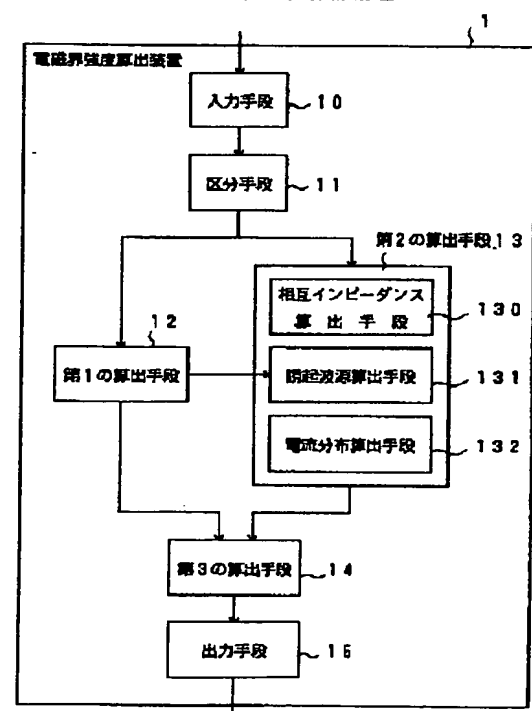 1
電磁界強度算出装置
入力手段
10
区分手段
11
第2の算出手段 13
12
相互インピーダンス
算出手段
130
第1の算出手段
誘起波源算出手段
131
電流分布算出手段
132
第3の算出手段
14
出力手段
15